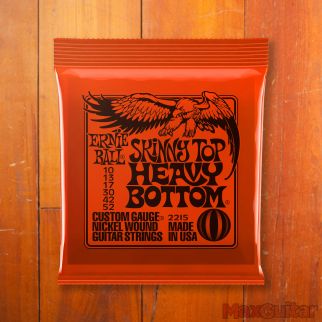 ERNIE BALL®
SKINNY TOP
HEAVY
BOTTOM®
10
13
17
30
42
52
CUSTOM GAUGE® 2215
NICKEL WOUND MADE
GUITAR STRINGS IN USA
MaxGuitar